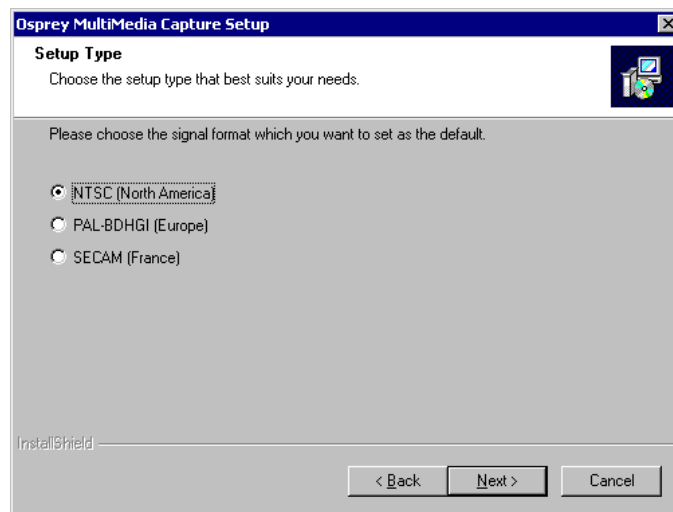 Osprey MultiMedia Capture Setup
Setup Type
Choose the setup type that best suits your needs.
Please choose the signal format which you want to set as the default.
NTSC (North America)
PAL-BDHGI (Europe)
SECAM (France)
InstallShield
< Back
Next >
Cancel